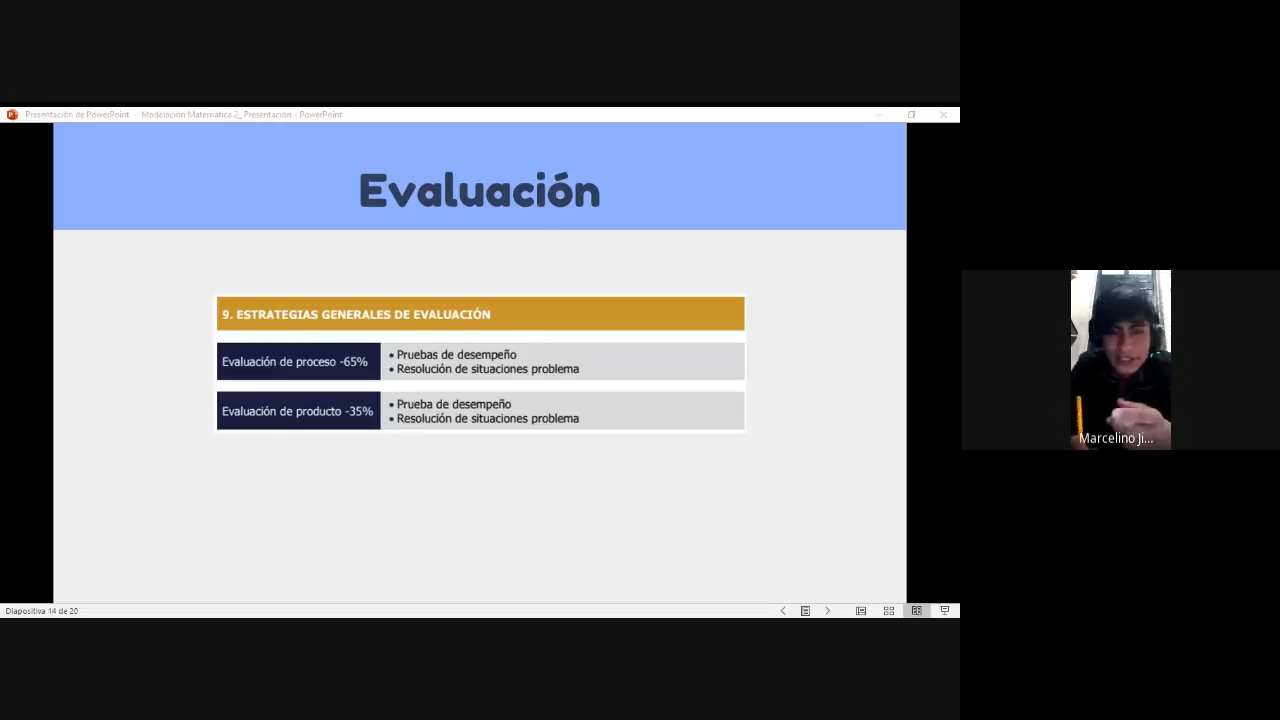 Presentación de PowerPoint - Modelación Matemática 2_ Presentación - PowerPoint
Evaluación
9. ESTRATEGIAS GENERALES DE EVALUACIÓN
Evaluación de proceso -65%
• Pruebas de desempeño
• Resolución de situaciones problema
Evaluación de producto -35%
• Prueba de desempeño
• Resolución de situaciones problema
Marcelino Ji...
Diapositiva 14 de 20